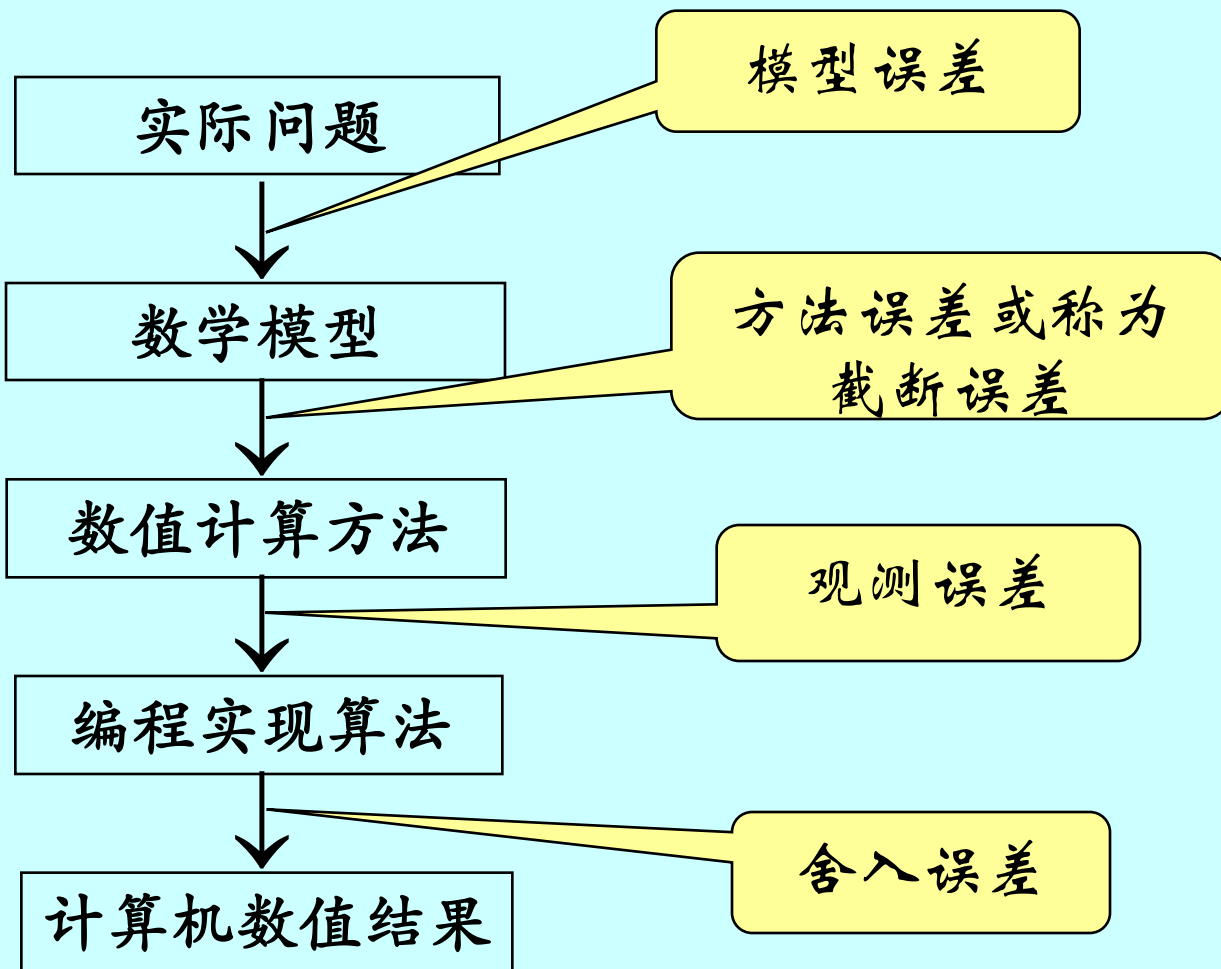 模型误差
实际问题
数学模型
方法误差或称为
截断误差
数值计算方法
观测误差
编程实现算法
舍入误差
计算机数值结果